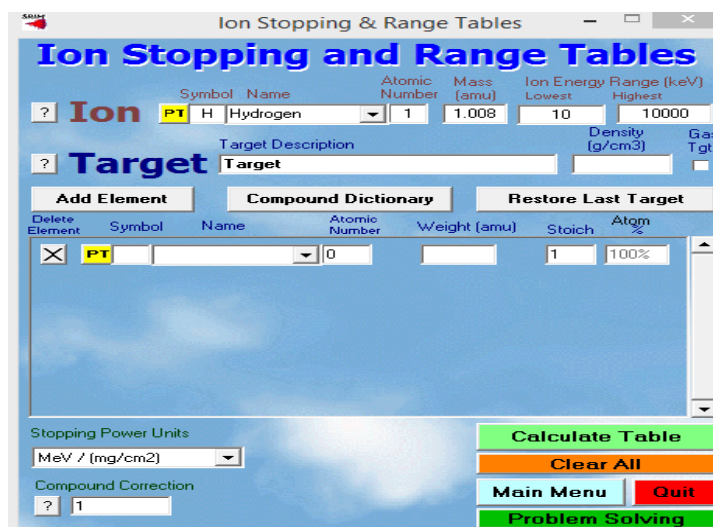 SRIM
Ion Stopping & Range Tables
Ion Stopping and Range Tables
Symbol Name Atomic Number Mass (amu) Ion Energy Range (keV) Lowest Highest
? Ion PT H Hydrogen 1 1.008 10 10000
Target Description Density (g/cm3) Gas Tgt
? Target Target
Add Element Compound Dictionary Restore Last Target
Delete Element Symbol Name Atomic Number Weight (amu) Stoich Atom %
X PT 0 1 100%
Stopping Power Units
MeV / (mg/cm2)
Calculate Table
Clear All
Compound Correction
? 1
Main Menu Quit
Problem Solving